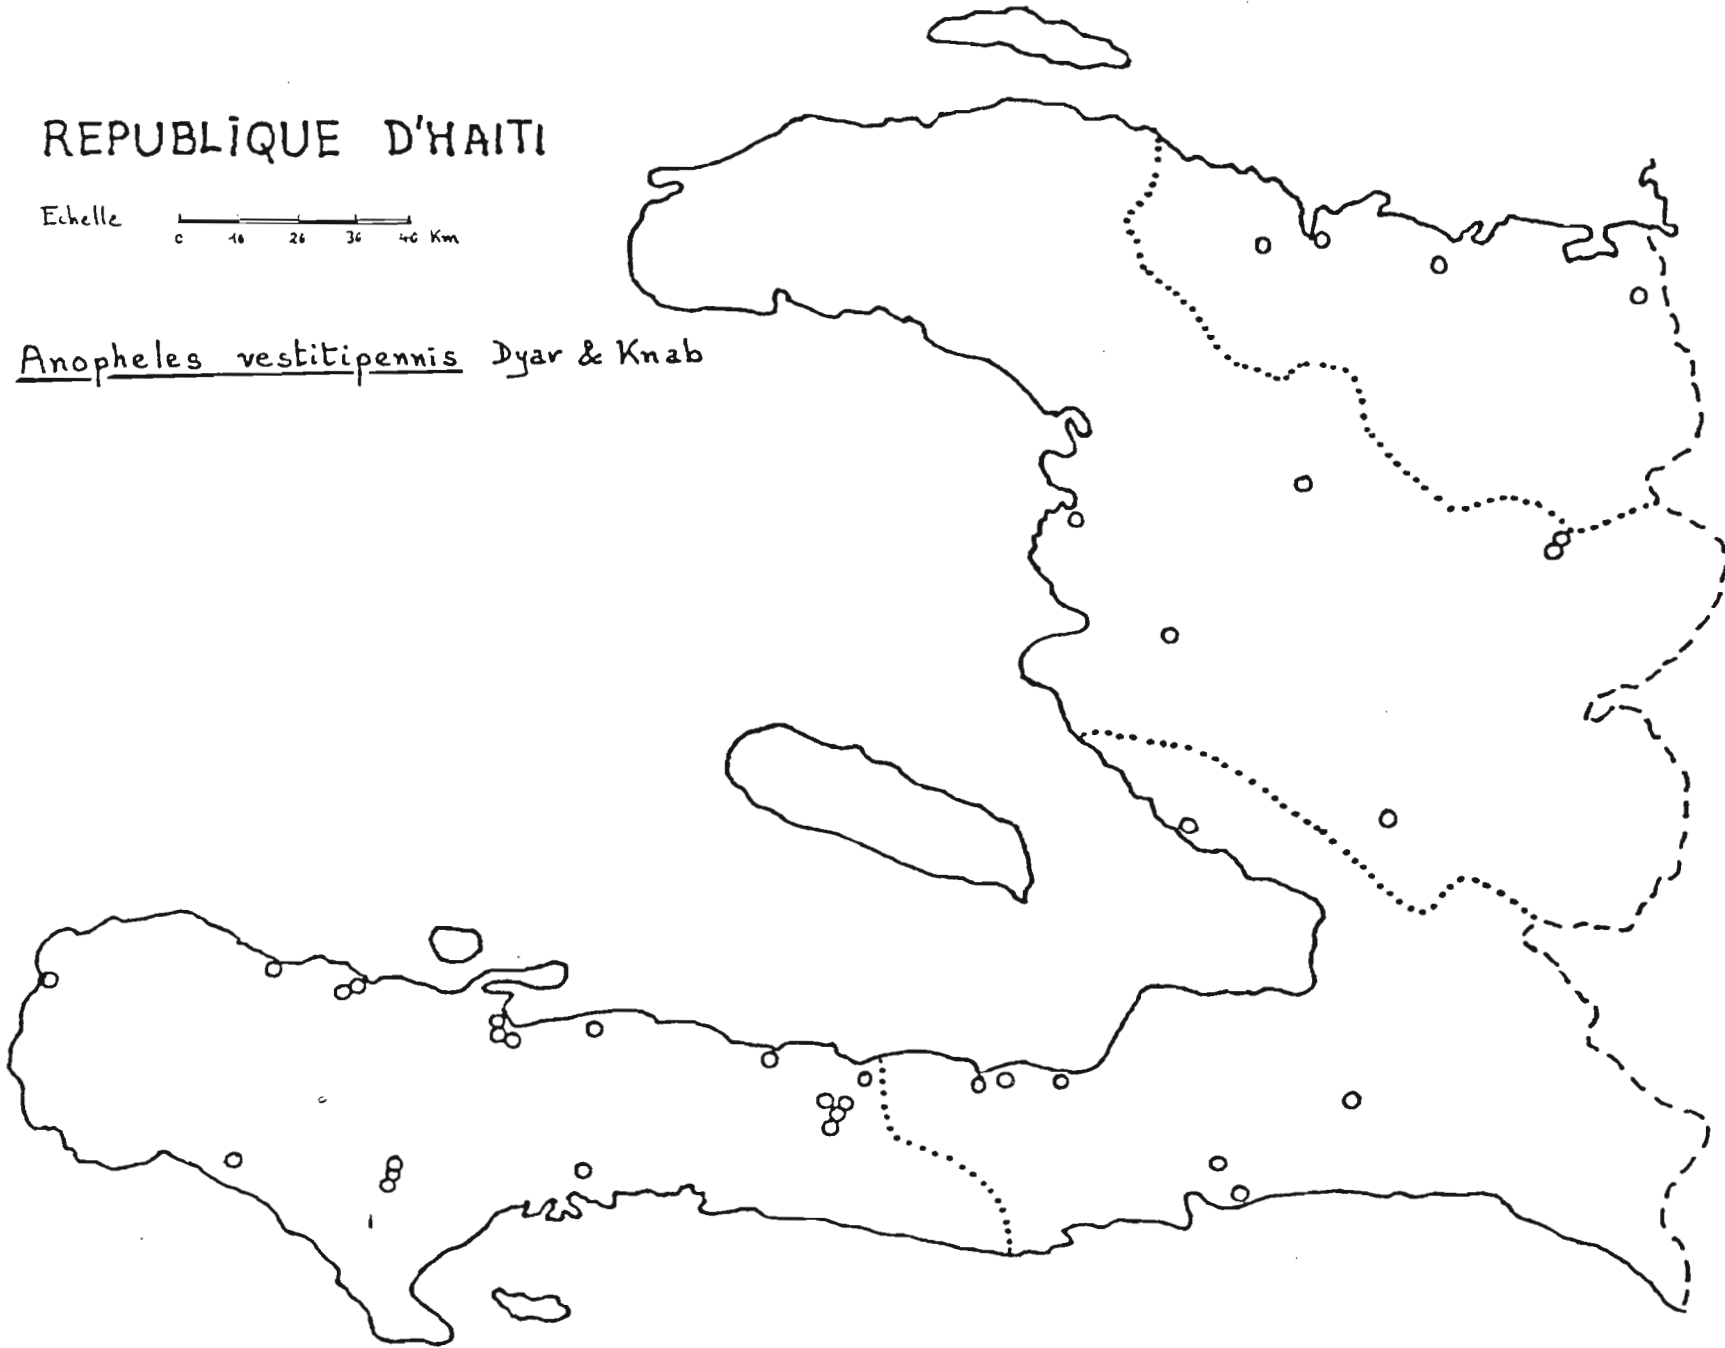 REPUBLIQUE D'HAITI
Echelle
0 10 20 30 40 Km
Anopheles vestitipennis Dyar & Knab